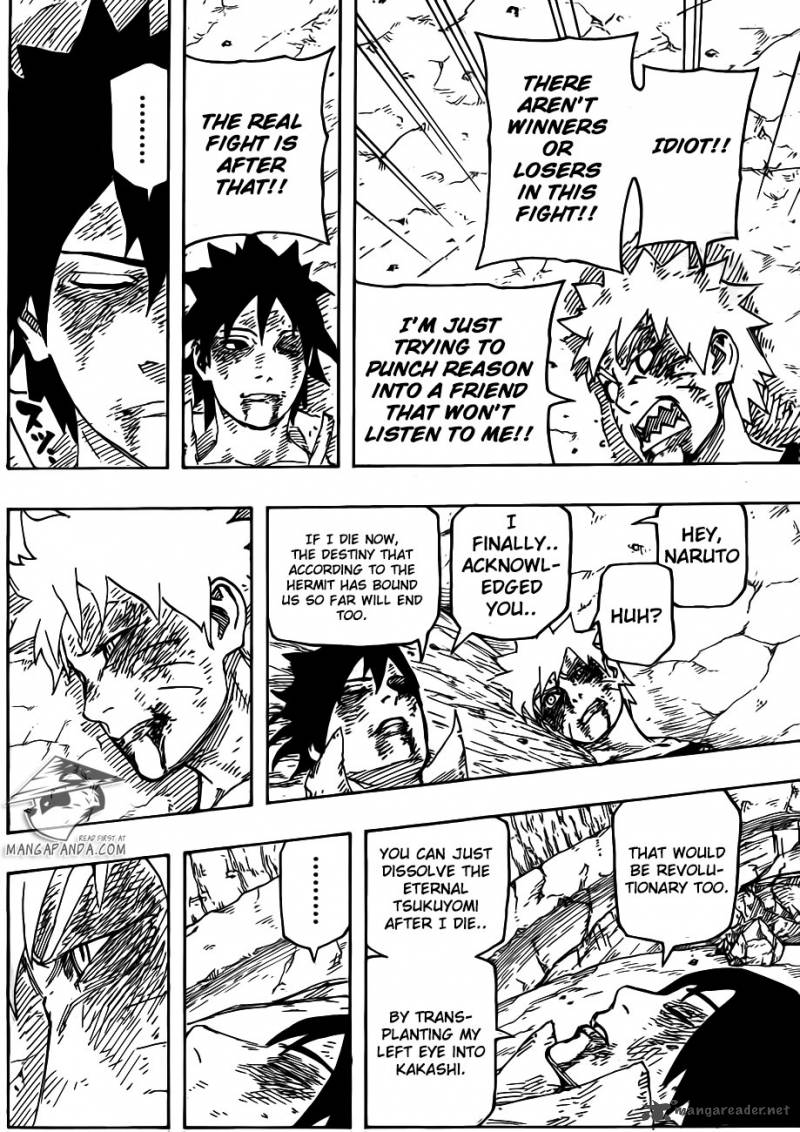 IDIOT!!
THERE
AREN'T
WINNERS
OR
LOSERS
IN THIS
FIGHT!!
I'M JUST
TRYING TO
PUNCH REASON
INTO A FRIEND
THAT WON'T
LISTEN TO ME!!
THE REAL
FIGHT IS
AFTER
THAT!!
........
スッ
HEY,
NARUTO
HUH?
I
FINALLY..
ACKNOWL-
EDGED
YOU..
IF I DIE NOW,
THE DESTINY THAT
ACCORDING TO THE
HERMIT HAS BOUND
US SO FAR WILL END
TOO.
THAT WOULD
BE REVOLU-
TIONARY TOO.
YOU CAN JUST
DISSOLVE THE
ETERNAL
TSUKUYOMI
AFTER I DIE..
BY TRANS-
PLANTING MY
LEFT EYE INTO
KAKASHI.
......
READ FIRST AT
MANGAPANDA.COM
mangareader.net